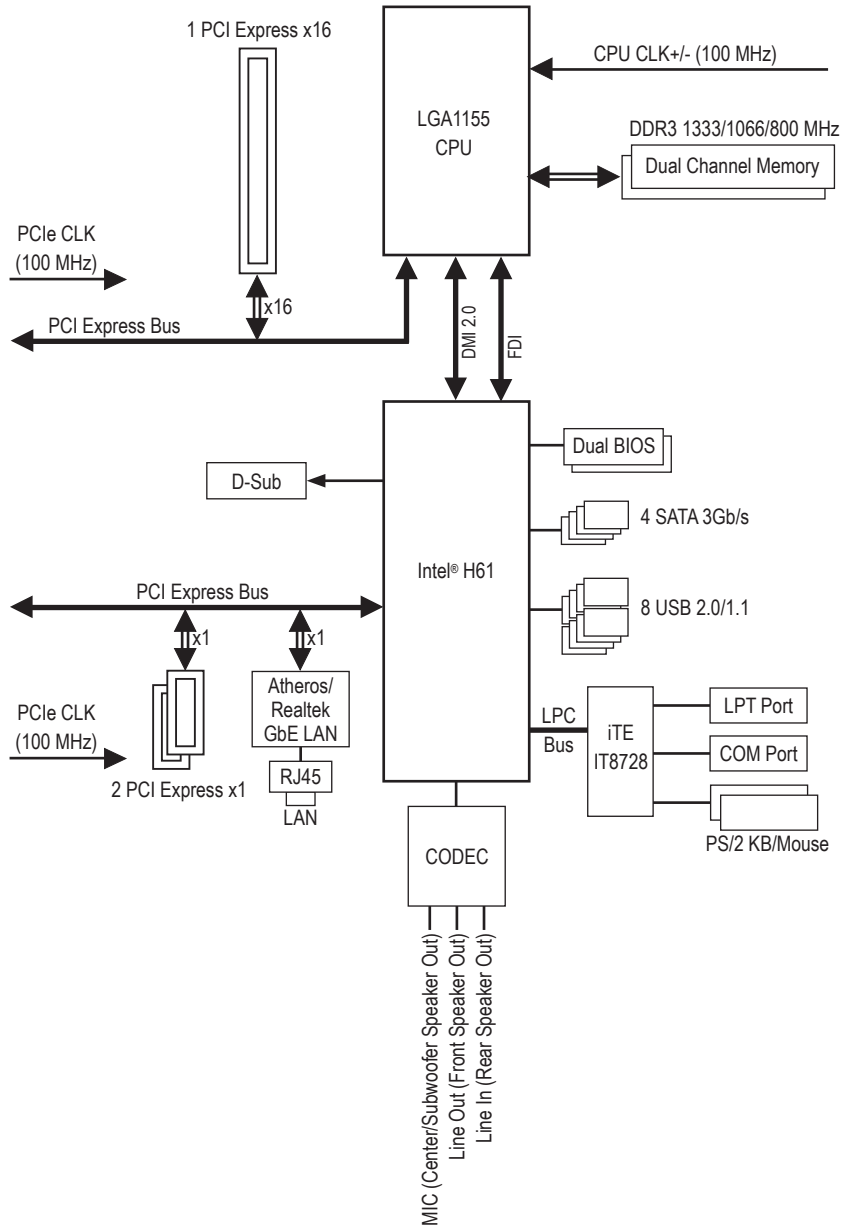 1 PCI Express x16
CPU CLK+/- (100 MHz)
LGA1155
CPU
DDR3 1333/1066/800 MHz
Dual Channel Memory
PCIe CLK
(100 MHz)
x16
PCI Express Bus
DMI 2.0
FDI
Dual BIOS
D-Sub
4 SATA 3Gb/s
Intel® H61
PCI Express Bus
8 USB 2.0/1.1
x1
x1
Atheros/
Realtek
GbE LAN
PCIe CLK
(100 MHz)
LPC
Bus
iTE
IT8728
LPT Port
COM Port
RJ45
2 PCI Express x1
LAN
PS/2 KB/Mouse
CODEC
MIC (Center/Subwoofer Speaker Out)
Line Out (Front Speaker Out)
Line In (Rear Speaker Out)